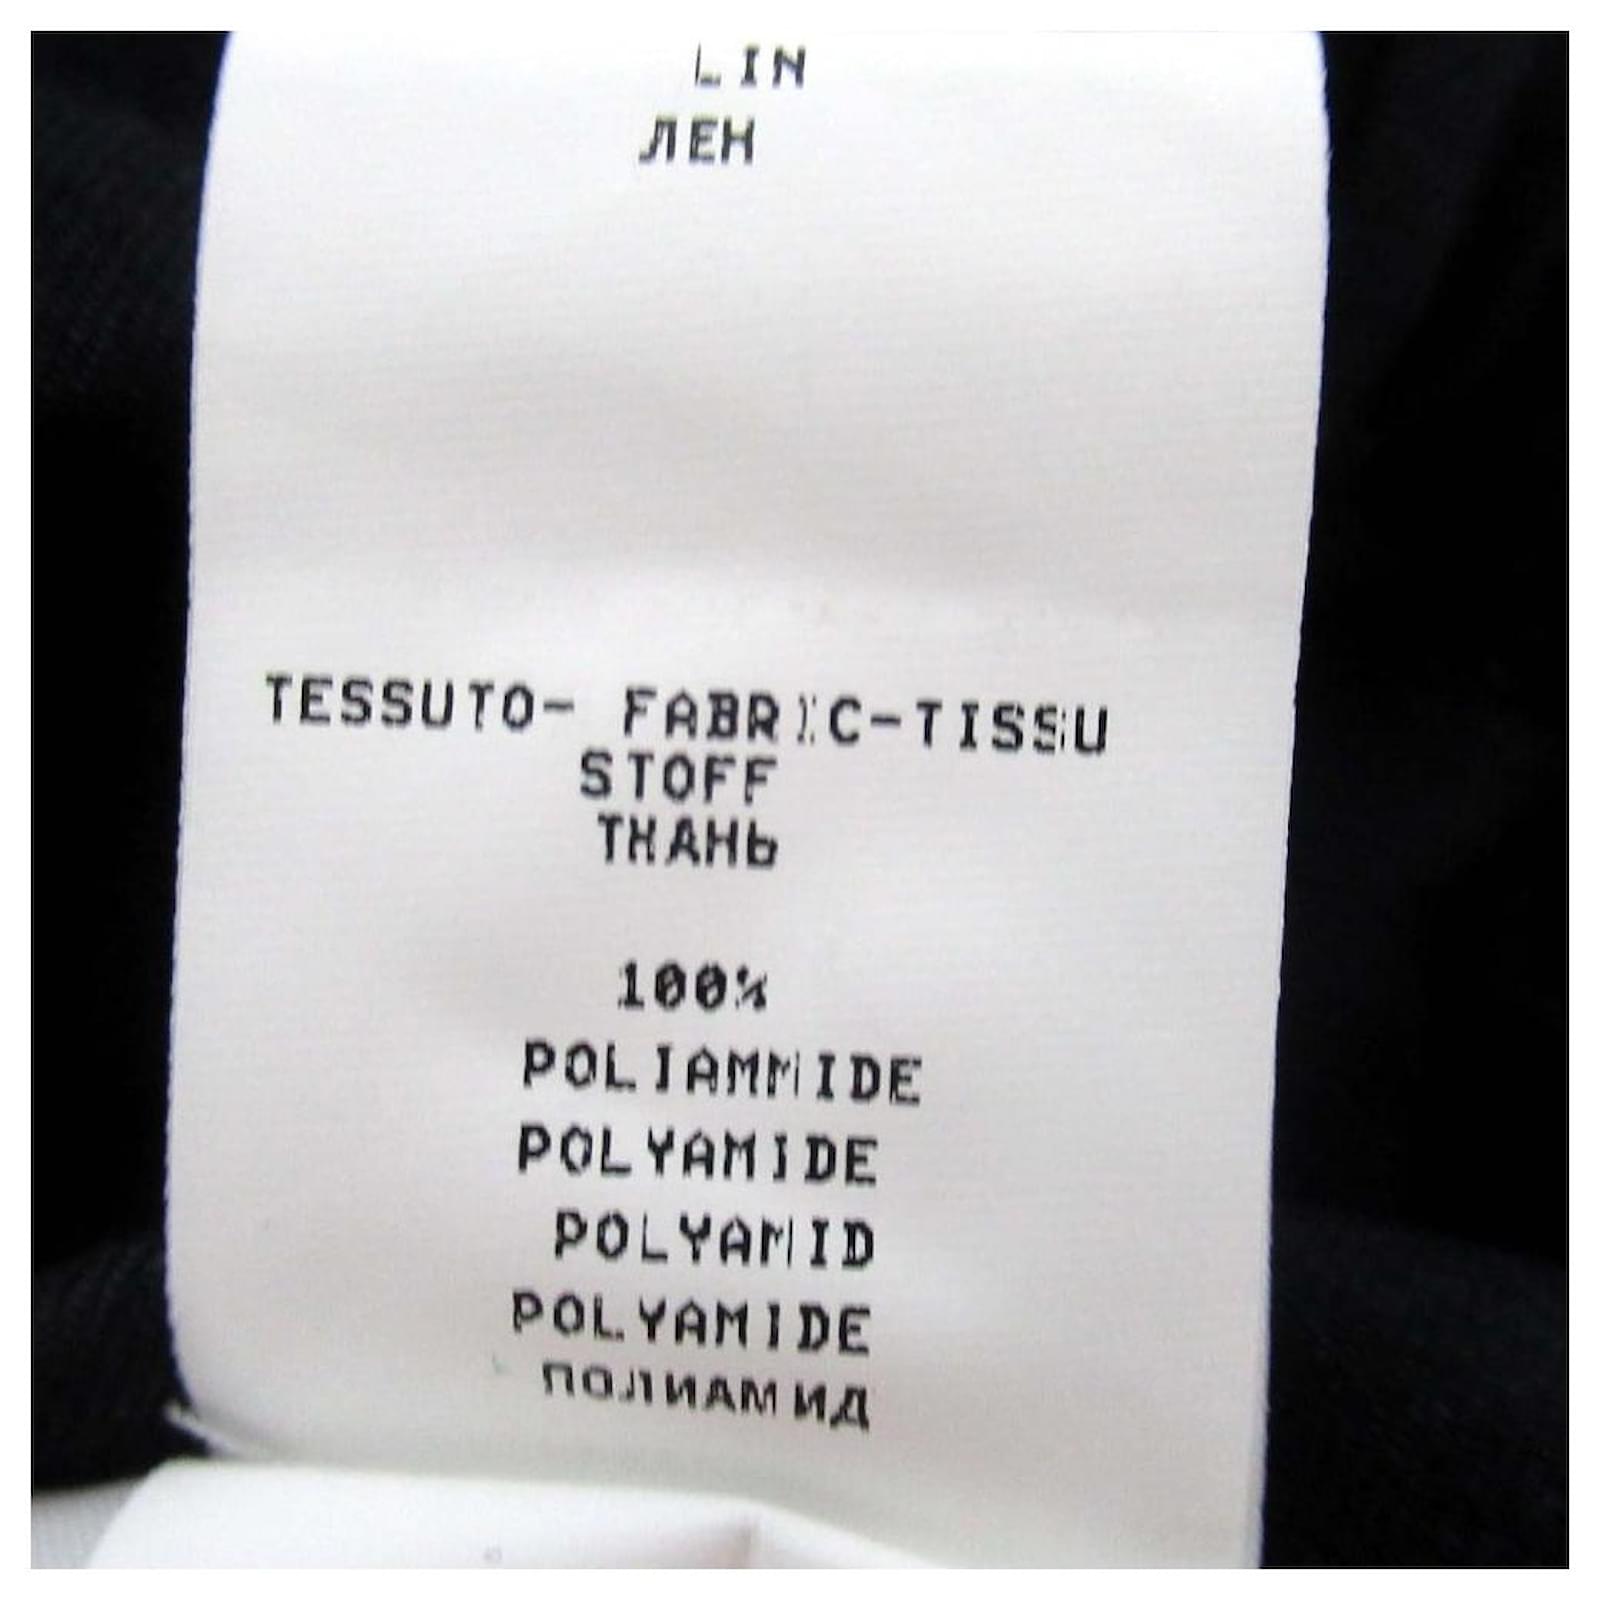 LIN
ЛЕН
TESSUTO- FABRIC-TISSU
STOFF
ТКАНЬ
100%
POLIAMMIDE
POLYAMIDE
POLYAMID
POLYAMIDE
ПОЛИАМИД